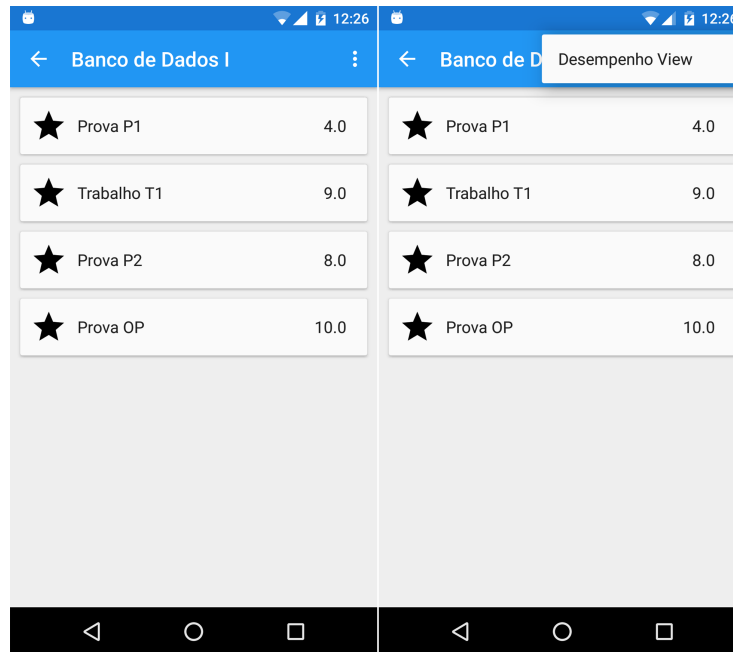 12:26
Banco de Dados I
Prova P1 4.0
Trabalho T1 9.0
Prova P2 8.0
Prova OP 10.0
12:26
Banco de D
Desempenho View
Prova P1 4.0
Trabalho T1 9.0
Prova P2 8.0
Prova OP 10.0